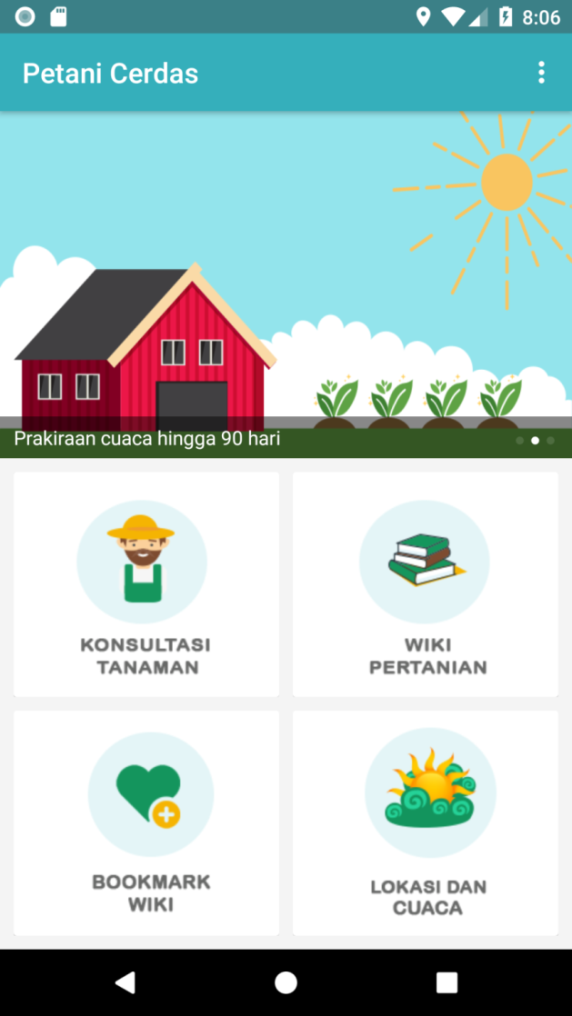 8:06
Petani Cerdas
Prakiraan cuaca hingga 90 hari
KONSULTASI
TANAMAN
WIKI
PERTANIAN
BOOKMARK
WIKI
LOKASI DAN
CUACA